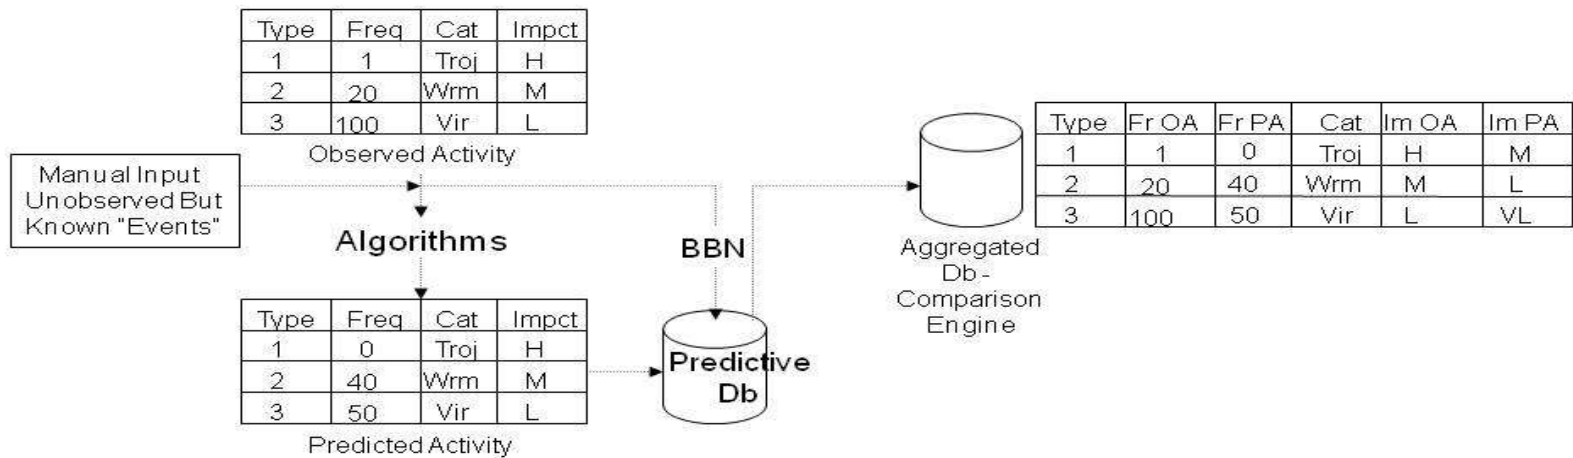 Type Freq Cat Impct
1 1 Troj H
2 20 Wrm M
3 100 Vir L
Observed Activity
Manual Input
Unobserved But
Known "Events"
Algorithms
BBN
Type Freq Cat Impct
1 0 Troj H
2 40 Wrm M
3 50 Vir L
Predicted Activity
Predictive
Db
Aggregated
Db -
Comparison
Engine
Type Fr OA Fr PA Cat Im OA Im PA
1 1 0 Troj H M
2 20 40 Wrm M L
3 100 50 Vir L VL